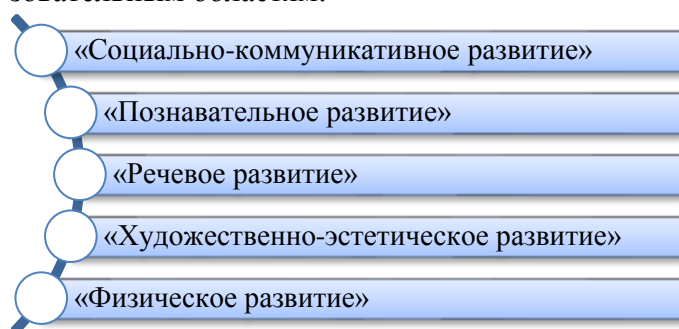 «Социально-коммуникативное развитие»
«Познавательное развитие»
«Речевое развитие»
«Художественно-эстетическое развитие»
«Физическое развитие»